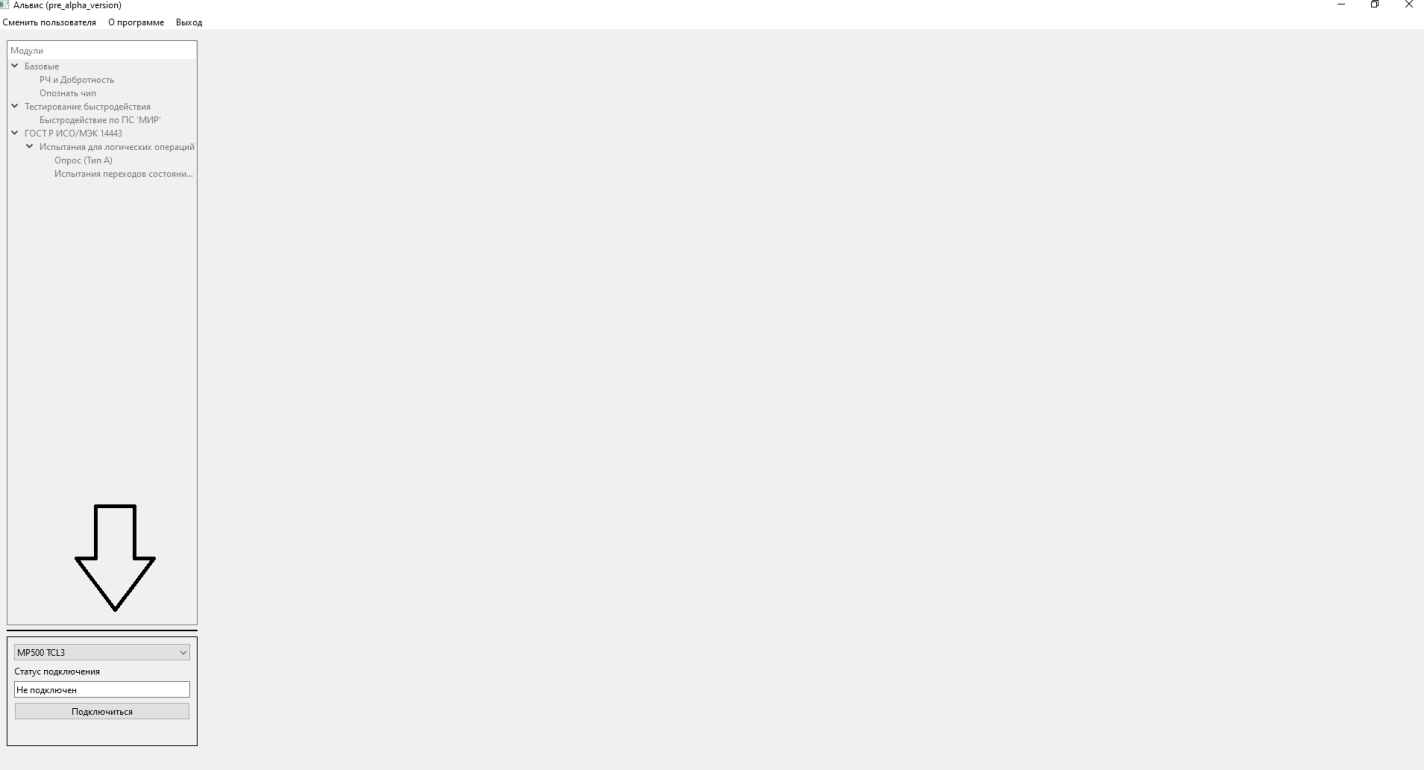 Альвис (pre_alpha_version)
Сменить пользователя О программе Выход
Модули
Базовые
РЧ и Добротность
Опознать чип
Тестирование быстродействия
Быстродействие по ПС 'МИР'
ГОСТ Р ИСО/МЭК 14443
Испытания для логических операций
Опрос (Тип А)
Испытания переходов состояни...
MP500 TCL3
Статус подключения
Не подключен
Подключиться